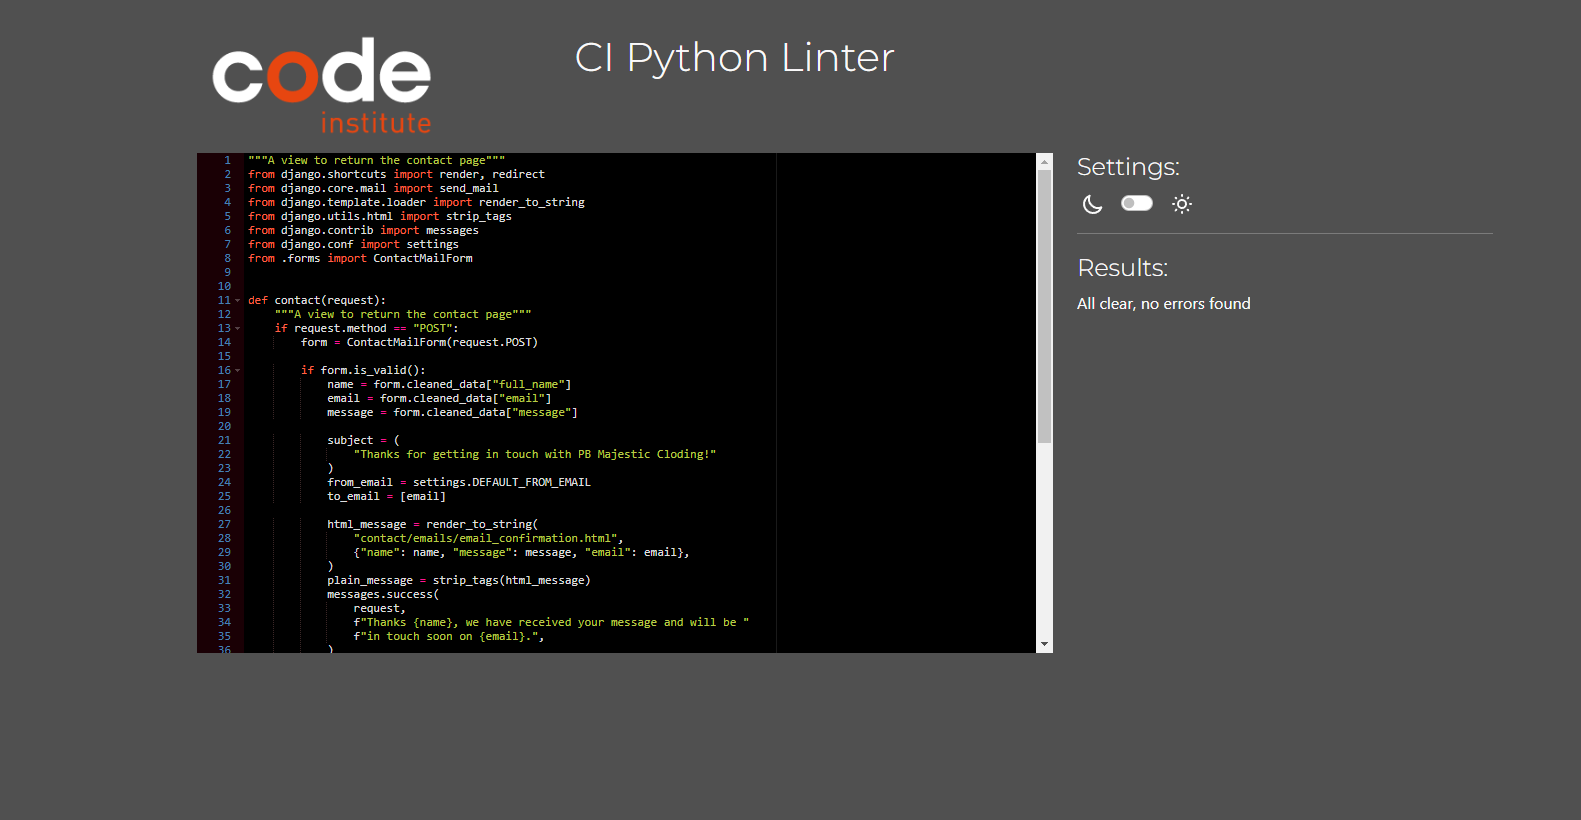 code
institute
CI Python Linter
1 """A view to return the contact page"""
2 from django.shortcuts import render, redirect
3 from django.core.mail import send_mail
4 from django.template.loader import render_to_string
5 from django.utils.html import strip_tags
6 from django.contrib import messages
7 from django.conf import settings
8 from .forms import ContactMailForm
9
10
11 def contact(request):
12     """A view to return the contact page"""
13     if request.method == "POST":
14         form = ContactMailForm(request.POST)
15
16         if form.is_valid():
17             name = form.cleaned_data["full_name"]
18             email = form.cleaned_data["email"]
19             message = form.cleaned_data["message"]
20
21             subject = (
22                 "Thanks for getting in touch with PB Majestic Cloding!"
23             )
24             from_email = settings.DEFAULT_FROM_EMAIL
25             to_email = [email]
26
27             html_message = render_to_string(
28                 "contact/emails/email_confirmation.html",
29                 {"name": name, "message": message, "email": email},
30             )
31             plain_message = strip_tags(html_message)
32             messages.success(
33                 request,
34                 f"Thanks {name}, we have received your message and will be "
35                 f"in touch soon on {email}.",
36             )
Settings:
Results:
All clear, no errors found